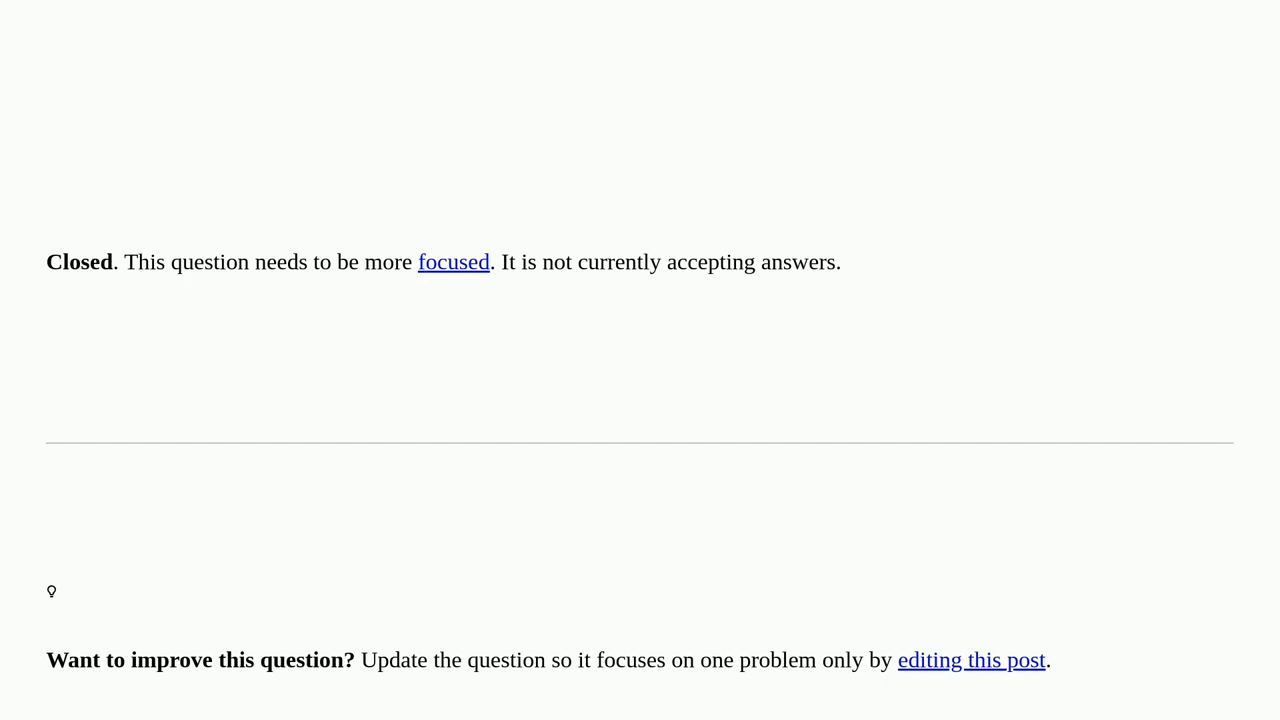 Closed. This question needs to be more focused. It is not currently accepting answers.
Want to improve this question? Update the question so it focuses on one problem only by editing this post.